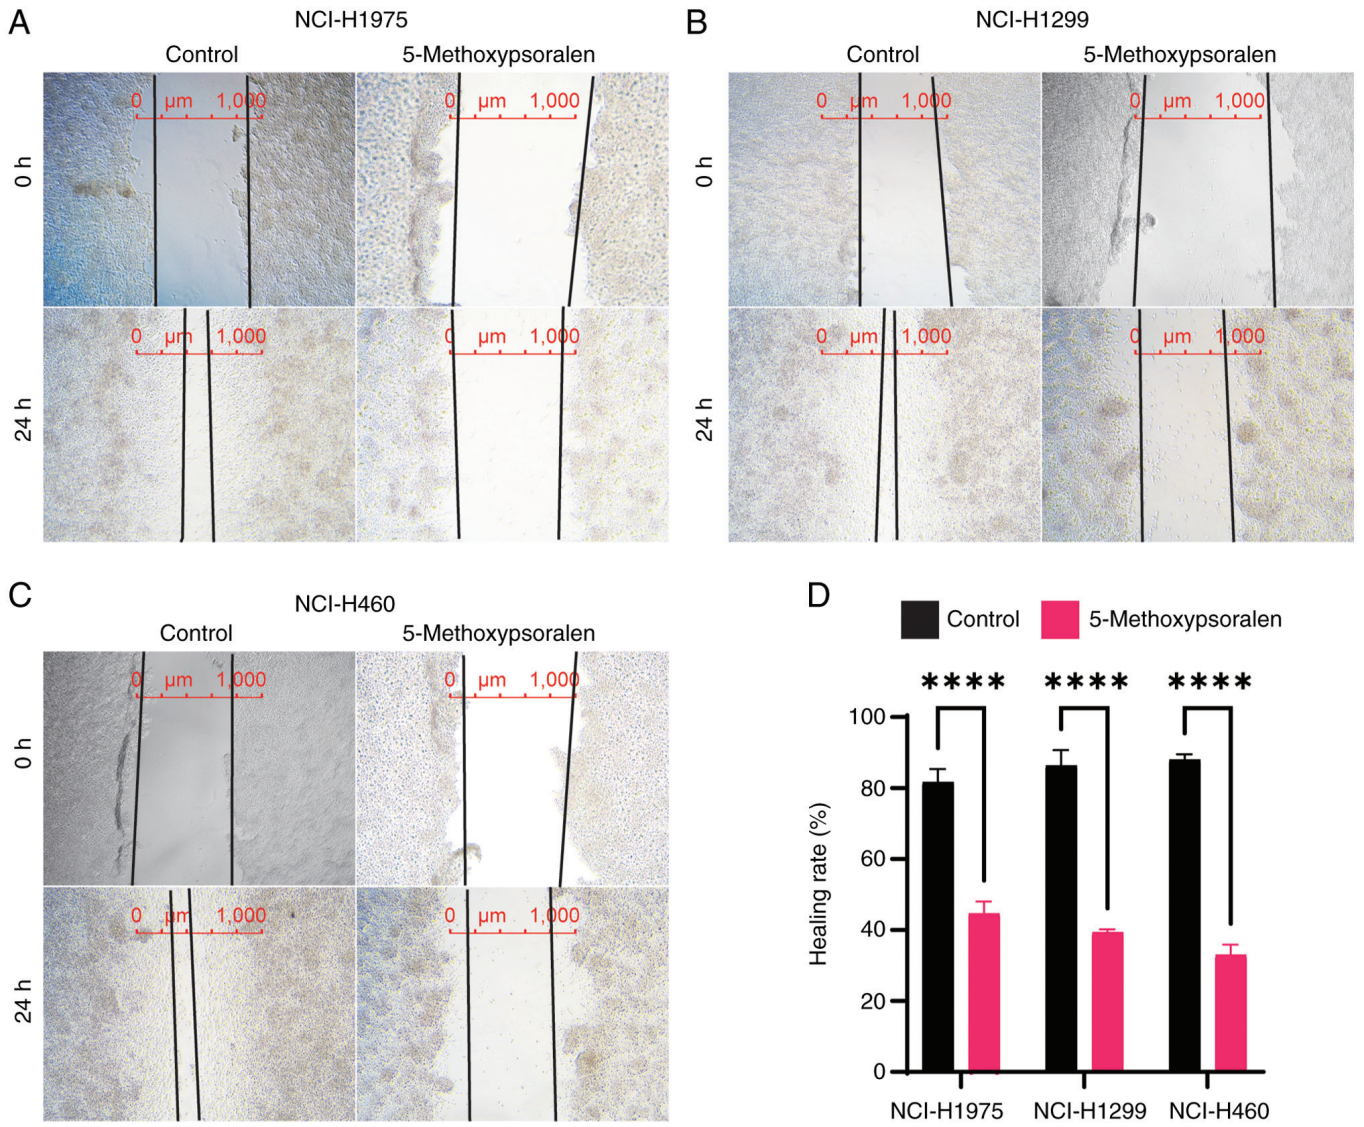 A
NCI-H1975
Control
5-Methoxypsoralen
0 h
0 µm 1,000
0 µm 1,000
24 h
0 µm 1,000
0 µm 1,000
B
NCI-H1299
Control
5-Methoxypsoralen
0 h
0 µm 1,000
0 µm 1,000
24 h
0 µm 1,000
0 µm 1,000
C
NCI-H460
Control
5-Methoxypsoralen
0 h
0 µm 1,000
0 µm 1,000
24 h
0 µm 1,000
0 µm 1,000
D
Control
5-Methoxypsoralen
**** **** ****
Healing rate (%)
100
80
60
40
20
0
NCI-H1975 NCI-H1299 NCI-H460